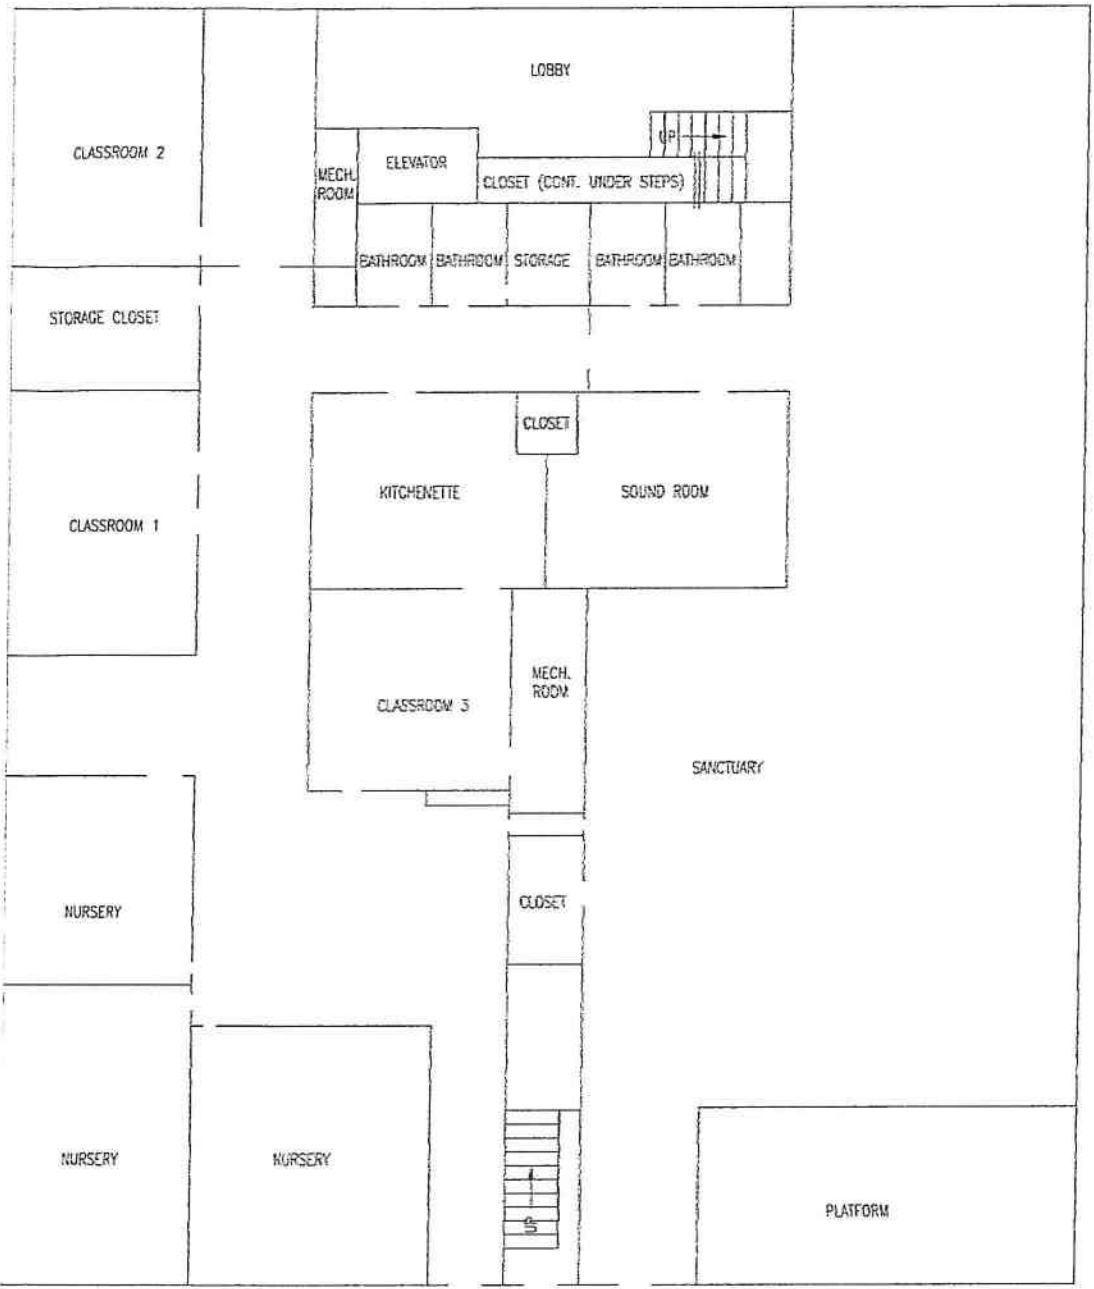 LOBBY
UP
CLASSROOM 2
ELEVATOR
MECH.
ROOM
CLOSET (CONT. UNDER STEPS)
BATHROOM
BATHROOM
STORAGE
BATHROOM
BATHROOM
STORAGE CLOSET
CLOSET
KITCHENETTE
SOUND ROOM
CLASSROOM 1
MECH.
ROOM
CLASSROOM 3
SANCTUARY
CLOSET
NURSERY
NURSERY
NURSERY
UP
PLATFORM